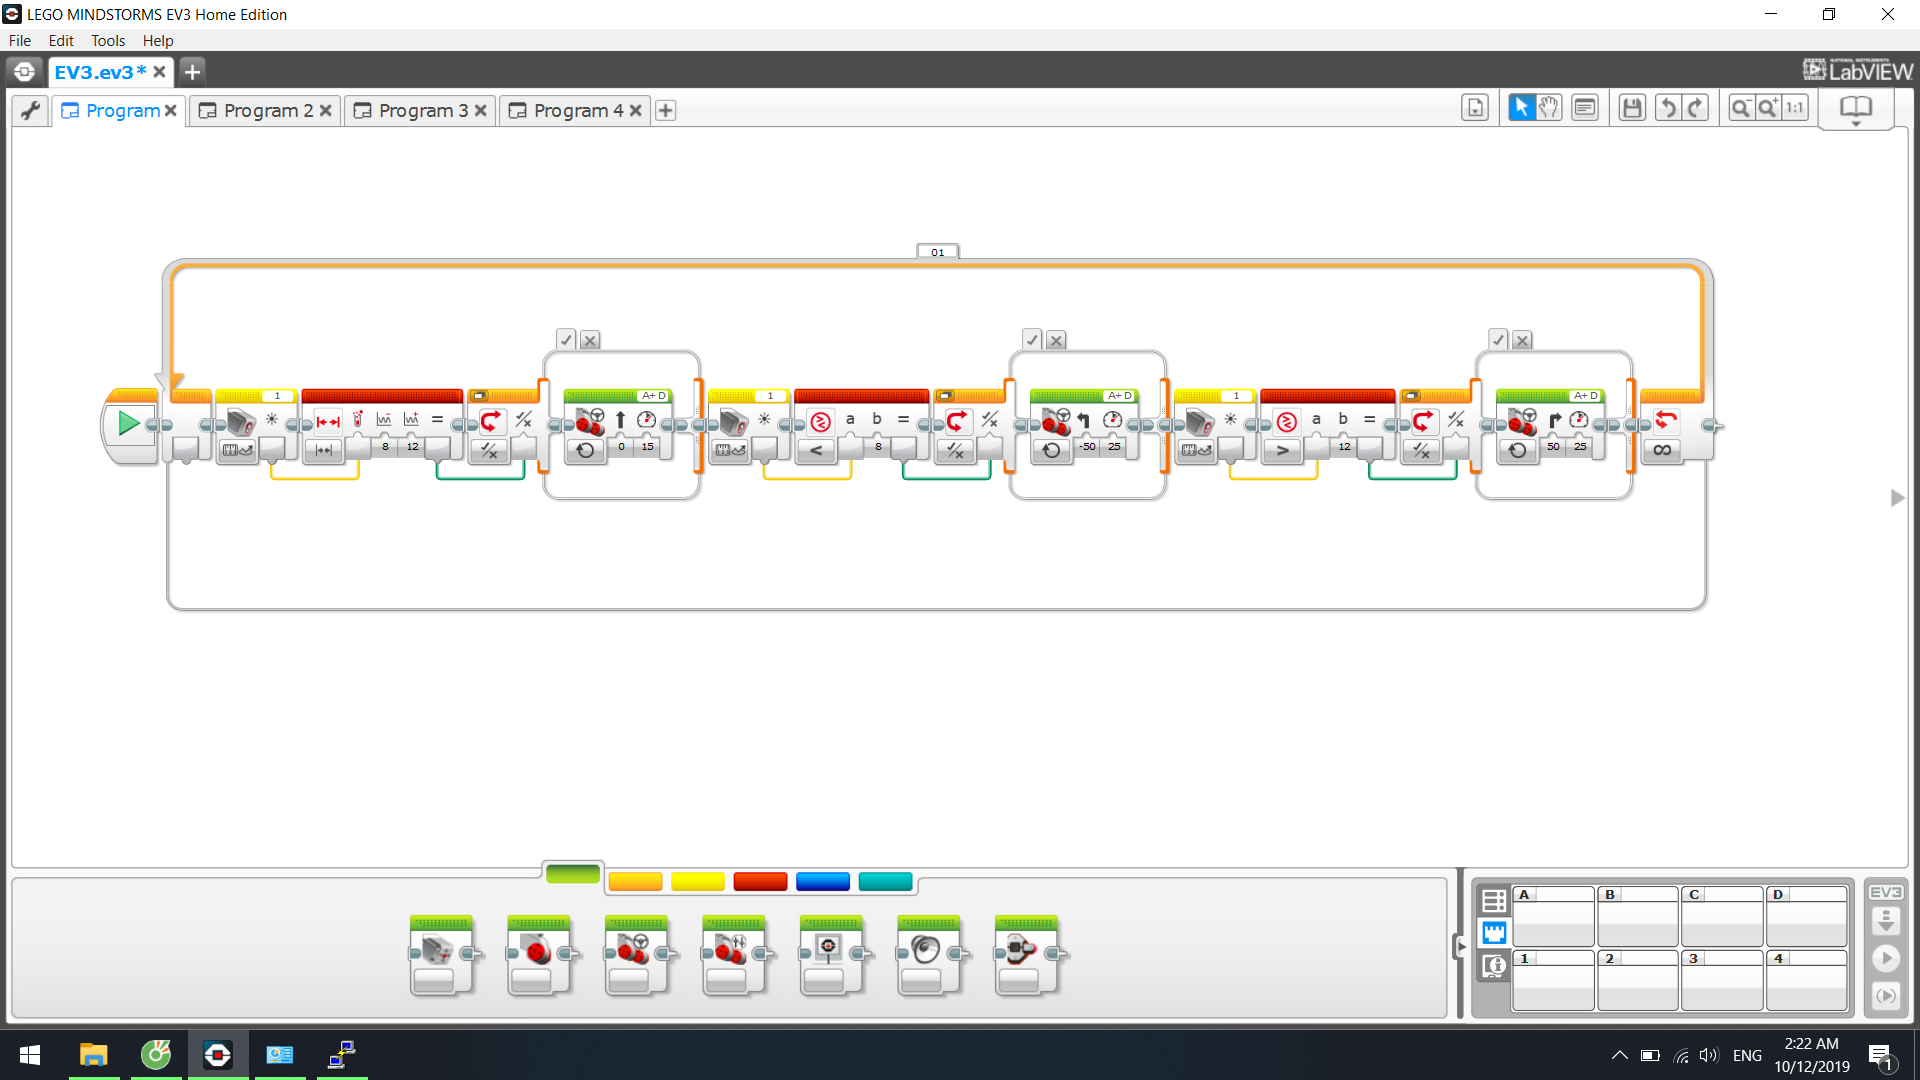 LEGO MINDSTORMS EV3 Home Edition
File Edit Tools Help
EV3.ev3*
NATIONAL INSTRUMENTS
LabVIEW
Program Program 2 Program 3 Program 4
1:1
01
1 A+D 1 A+D 1 A+D
= a b = a b =
8 12 0 15 < 8 -50 25 > 12 50 25 ∞
A B C D
EV3
1 2 3 4
2:22 AM
ENG
10/12/2019
1